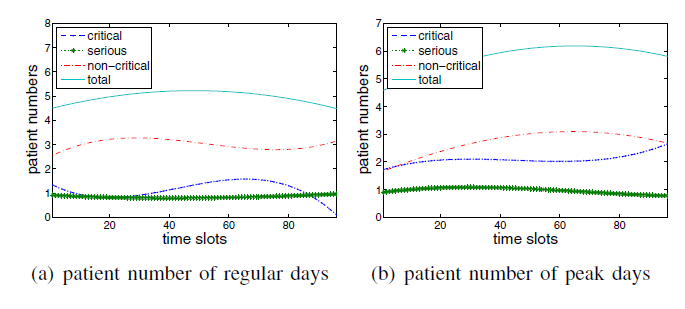 8
7
6
5
4
3
2
1
0
patient numbers
critical
serious
non-critical
total
20
40
60
80
time slots
(a) patient number of regular days
7
6
5
4
3
2
1
0
patient numbers
critical
serious
non-critical
total
20
40
60
80
time slots
(b) patient number of peak days